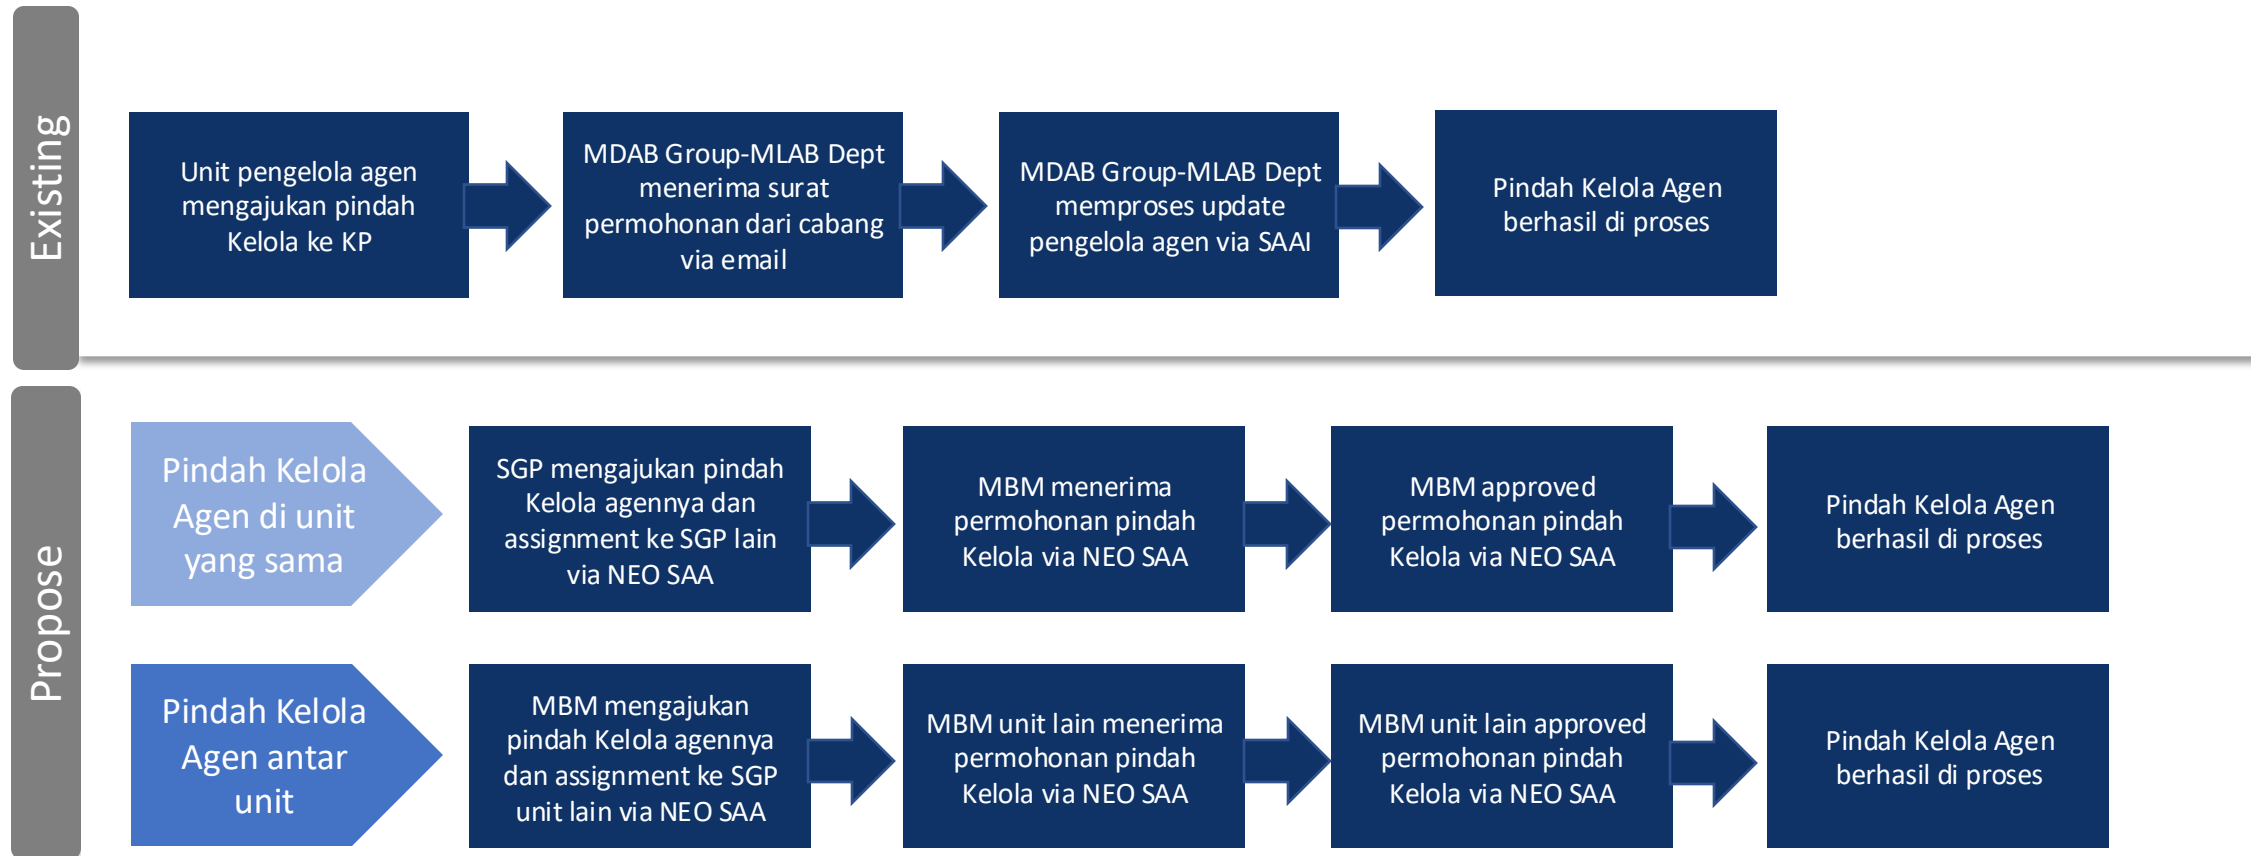 Existing
Unit pengelola agen
mengajukan pindah
Kelola ke KP
MDAB Group-MLAB Dept
menerima surat
permohonan dari cabang
via email
MDAB Group-MLAB Dept
memproses update
pengelola agen via SAAI
Pindah Kelola Agen
berhasil di proses
Propose
Pindah Kelola
Agen di unit
yang sama
SGP mengajukan pindah
Kelola agennya dan
assignment ke SGP lain
via NEO SAA
MBM menerima
permohonan pindah
Kelola via NEO SAA
MBM approved
permohonan pindah
Kelola via NEO SAA
Pindah Kelola Agen
berhasil di proses
Pindah Kelola
Agen antar
unit
MBM mengajukan
pindah Kelola agennya
dan assignment ke SGP
unit lain via NEO SAA
MBM unit lain menerima
permohonan pindah
Kelola via NEO SAA
MBM unit lain approved
permohonan pindah
Kelola via NEO SAA
Pindah Kelola Agen
berhasil di proses